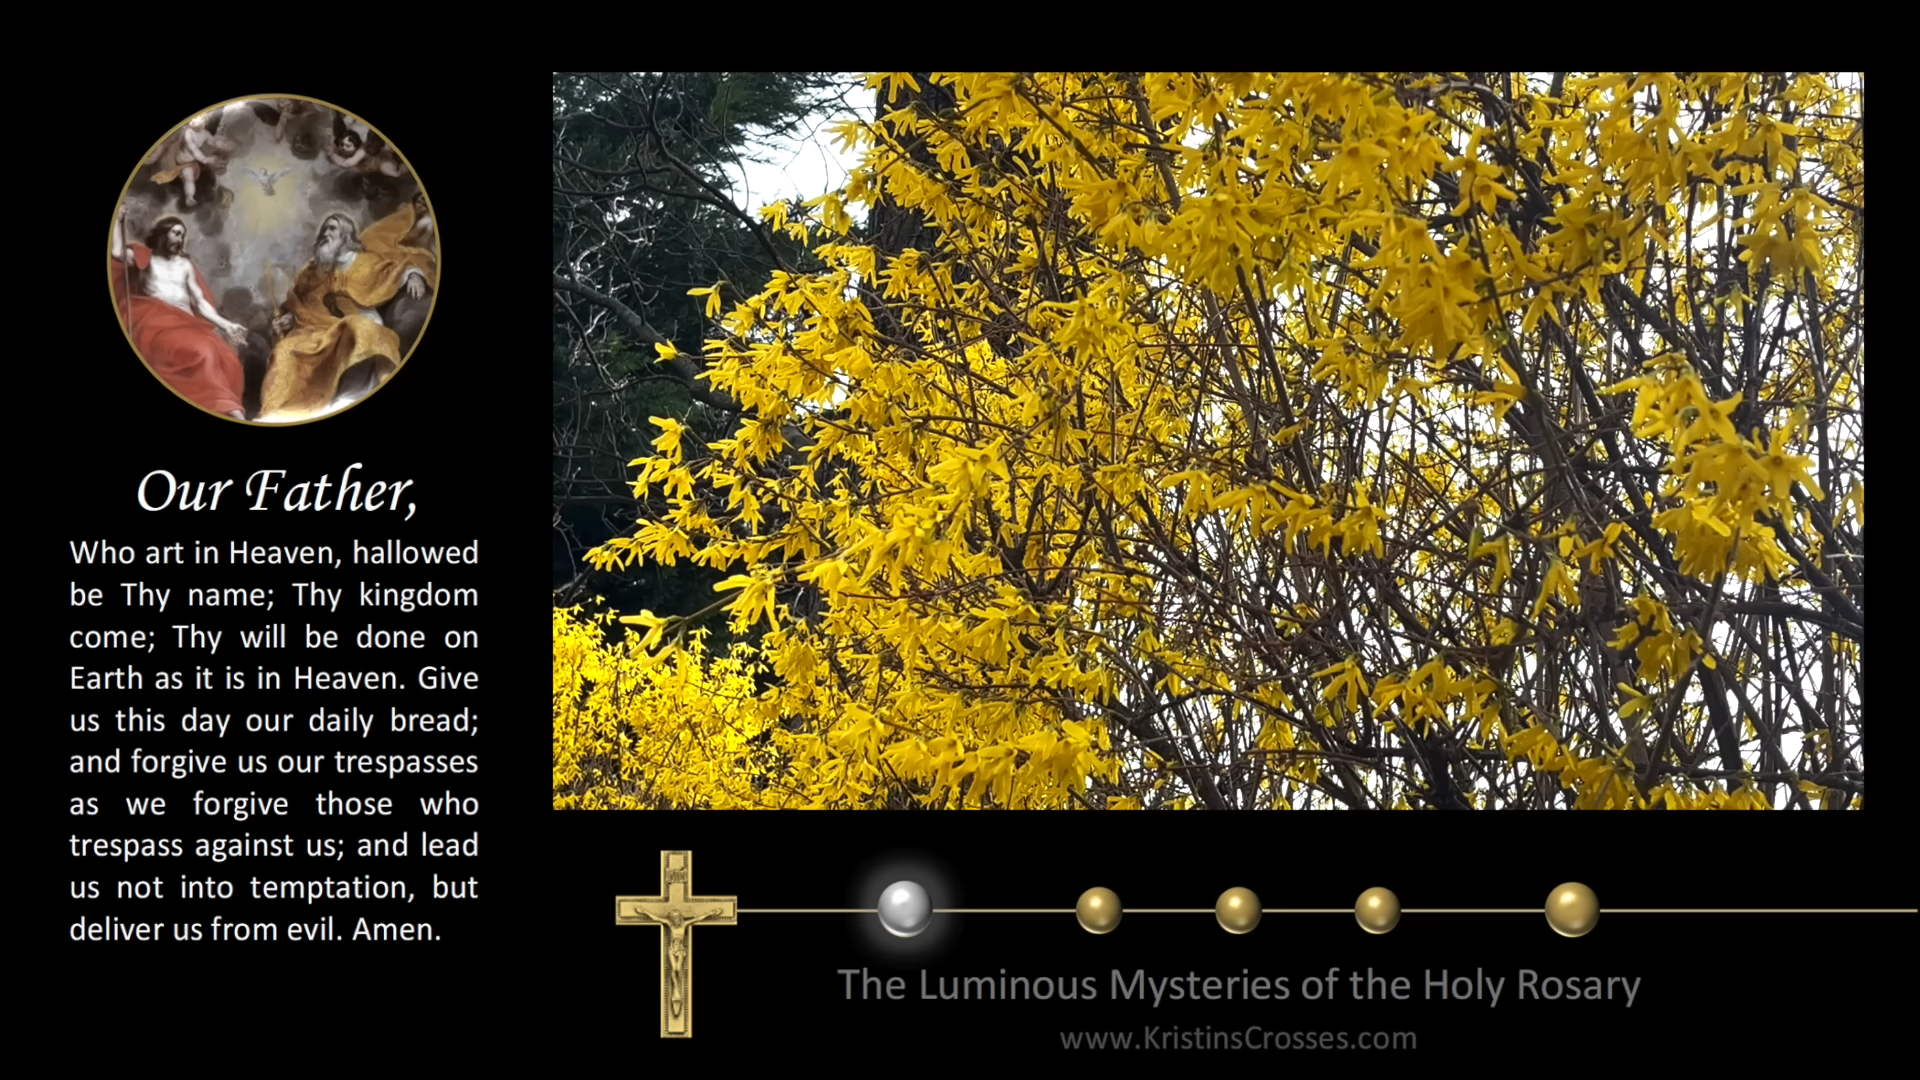 Our Father,
Who art in Heaven, hallowed
be Thy name; Thy kingdom
come; Thy will be done on
Earth as it is in Heaven. Give
us this day our daily bread;
and forgive us our trespasses
as we forgive those who
trespass against us; and lead
us not into temptation, but
deliver us from evil. Amen.
The Luminous Mysteries of the Holy Rosary
www.KristinsCrosses.com